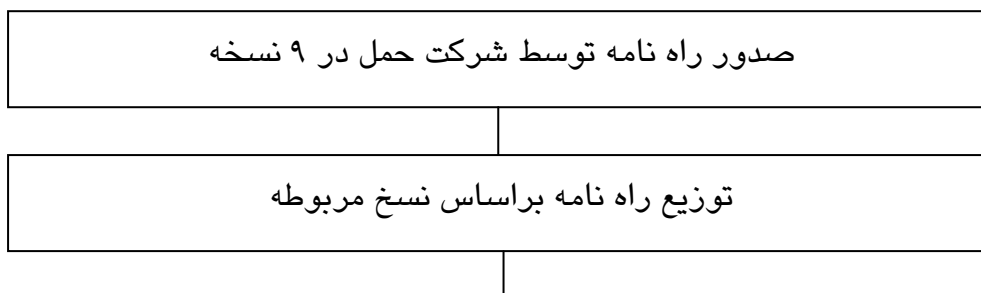 صدور راه نامه توسط شرکت حمل در ۹ نسخه
توزیع راه نامه براساس نسخ مربوطه